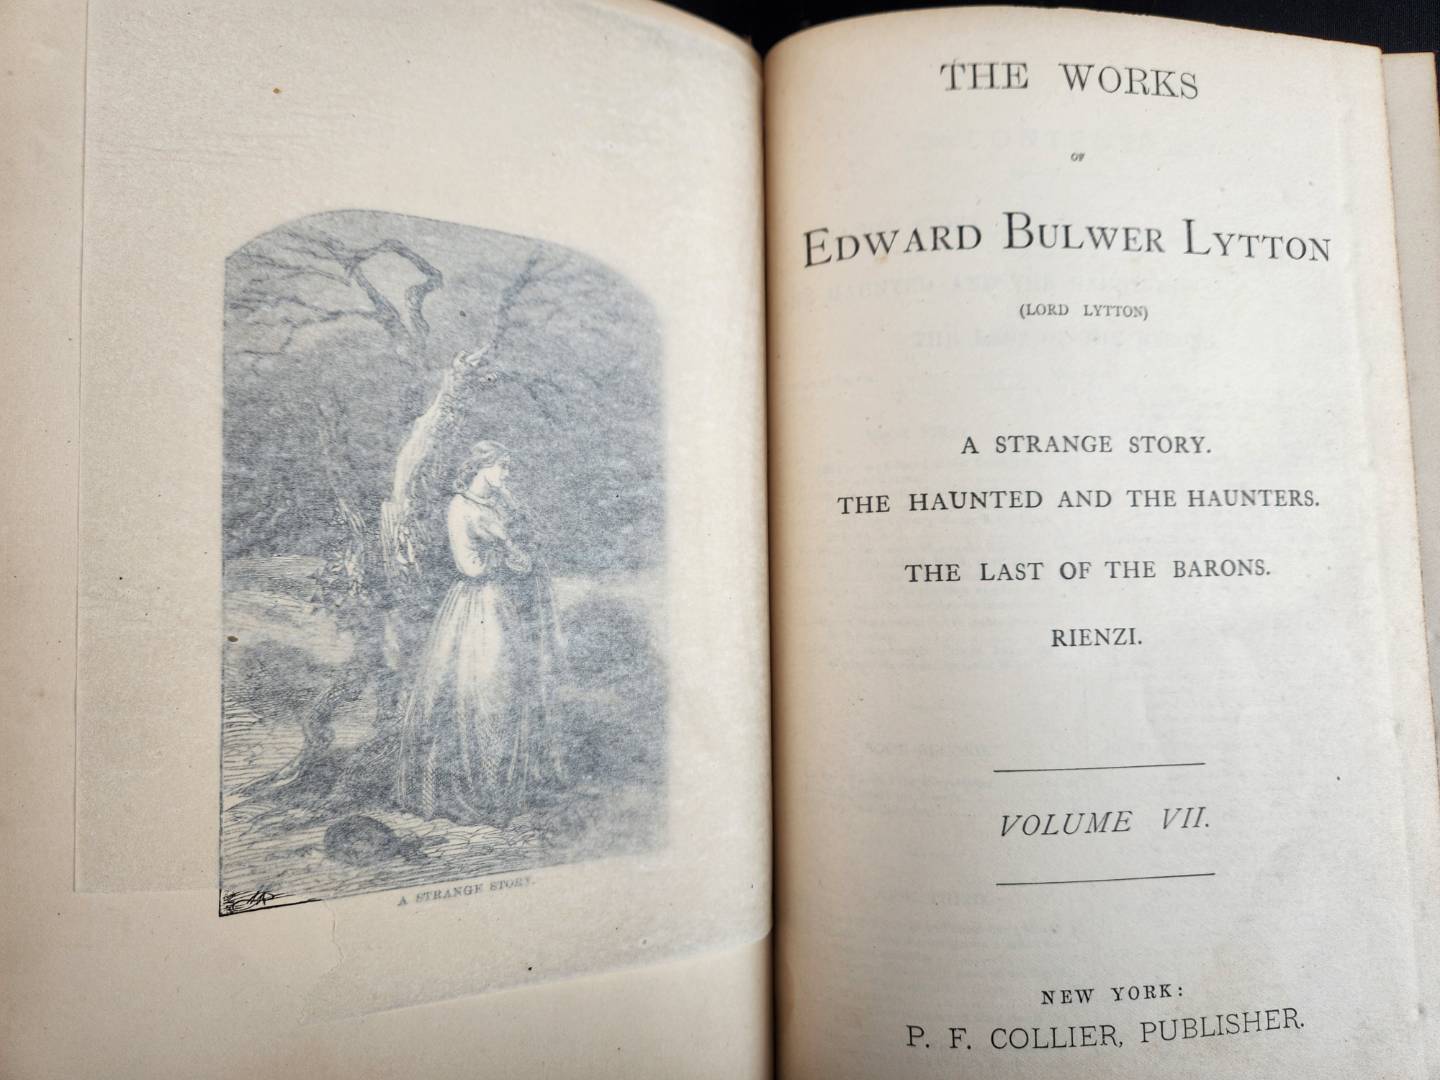 A STRANGE STORY.
THE WORKS
OF
EDWARD BULWER LYTTON
(LORD LYTTON)
A STRANGE STORY.
THE HAUNTED AND THE HAUNTERS.
THE LAST OF THE BARONS.
RIENZI.
VOLUME VII.
NEW YORK:
P. F. COLLIER, PUBLISHER.